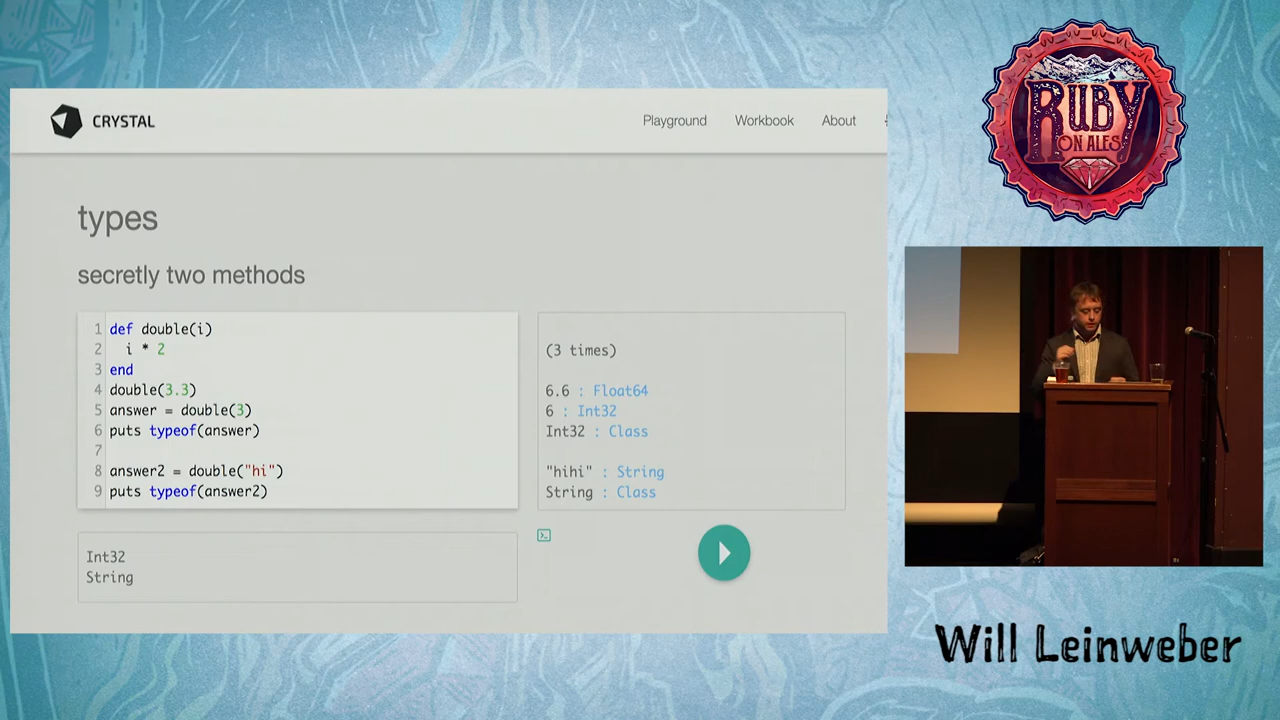 CRYSTAL
Playground Workbook About
types
secretly two methods
1 def double(i)
2 i * 2
3 end
4 double(3.3)
5 answer = double(3)
6 puts typeof(answer)
7
8 answer2 = double("hi")
9 puts typeof(answer2)
(3 times)
6.6 : Float64
6 : Int32
Int32 : Class
"hihi" : String
String : Class
Int32
String
RUBY
ON ALES
Will Leinweber